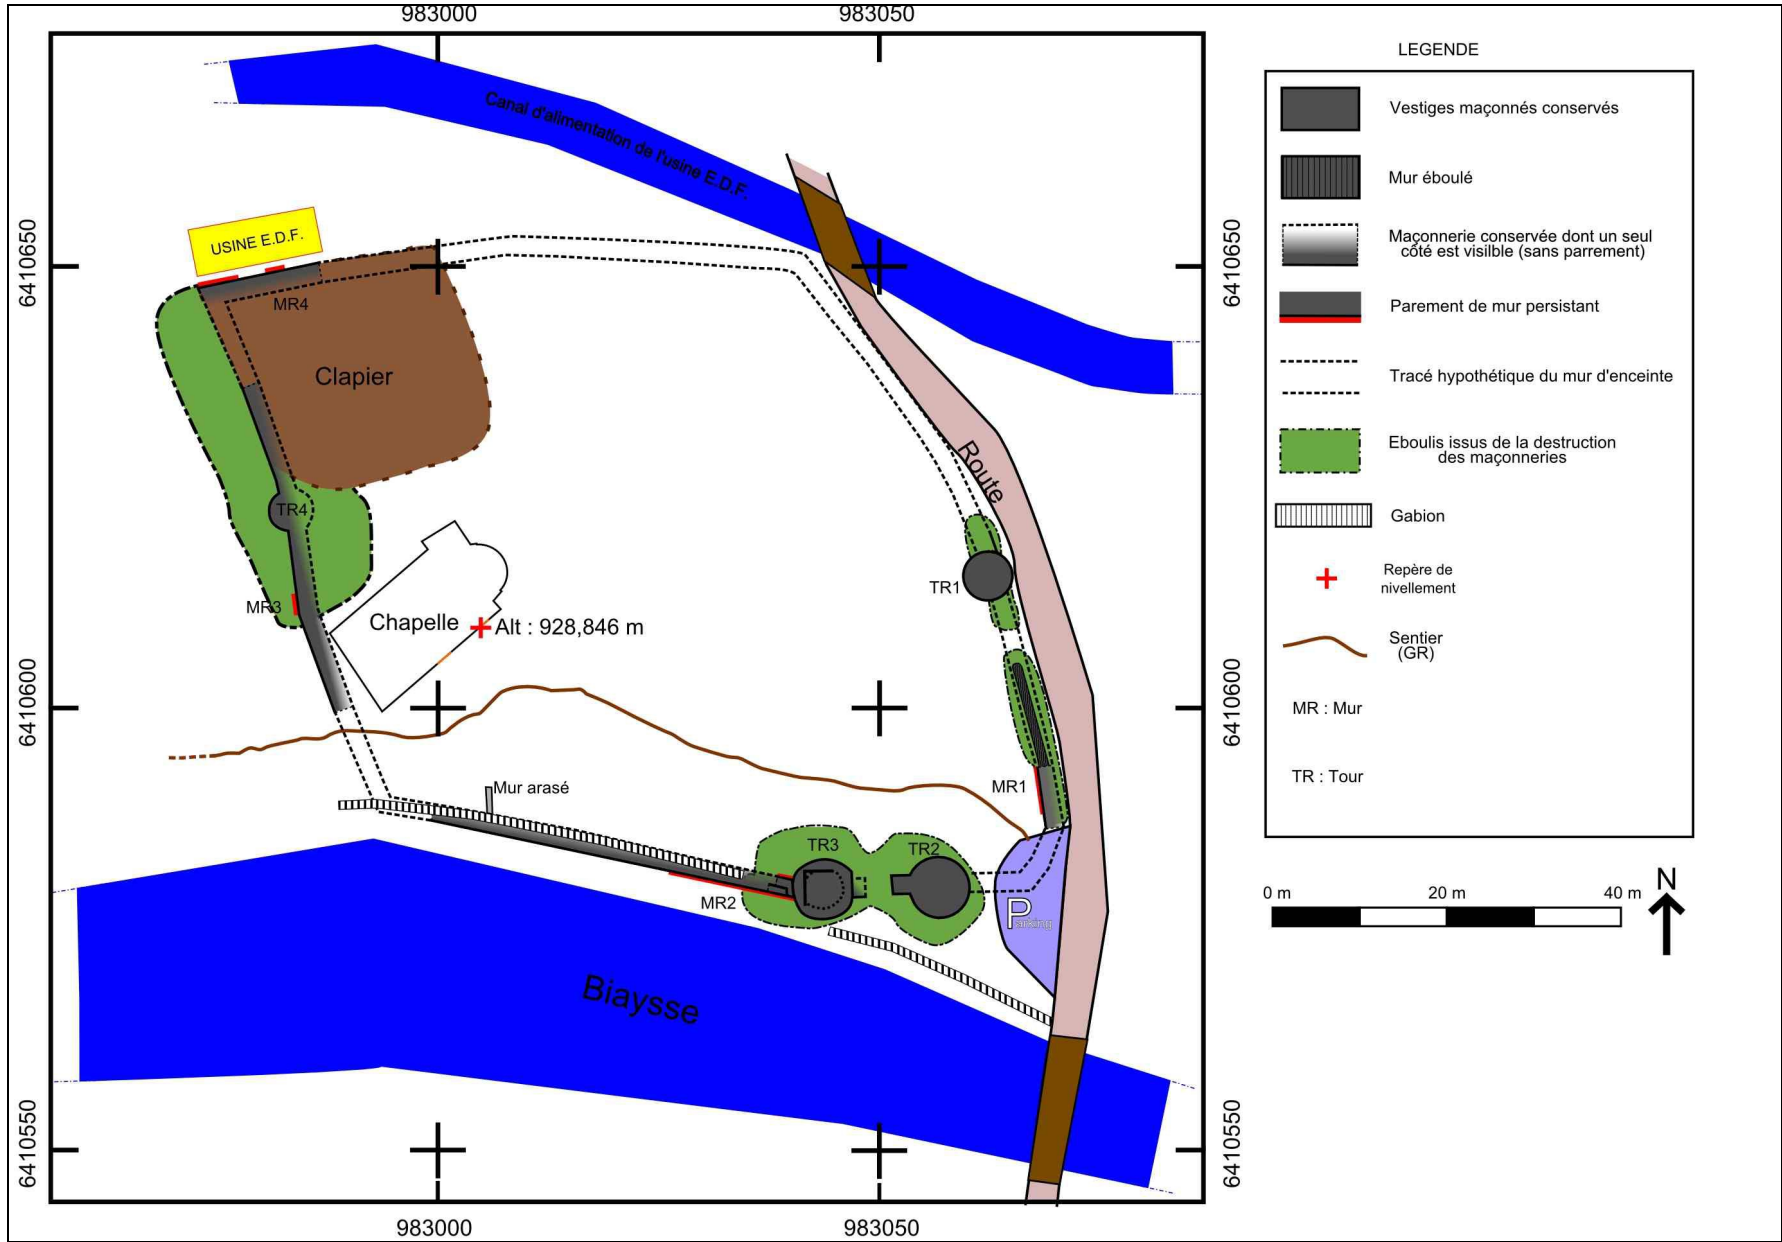 983000
983050
LEGENDE
Canal d'alimentation de l'usine E.D.F.
Vestiges maçonnés conservés
Mur éboulé
USINE E.D.F.
Maçonnerie conservée dont un seul
côté est visilble (sans parrement)
6410650
6410650
MR4
Parement de mur persistant
Clapier
Tracé hypothétique du mur d'enceinte
Route
Eboulis issus de la destruction
des maçonneries
TR4
Gabion
TR1
MR3
Chapelle
Alt : 928,846 m
Repère de
nivellement
Sentier
(GR)
6410600
6410600
MR : Mur
Mur arasé
MR1
TR : Tour
TR3
TR2
MR2
Parking
0 m
20 m
40 m
N
Biaysse
6410550
6410550
983000
983050